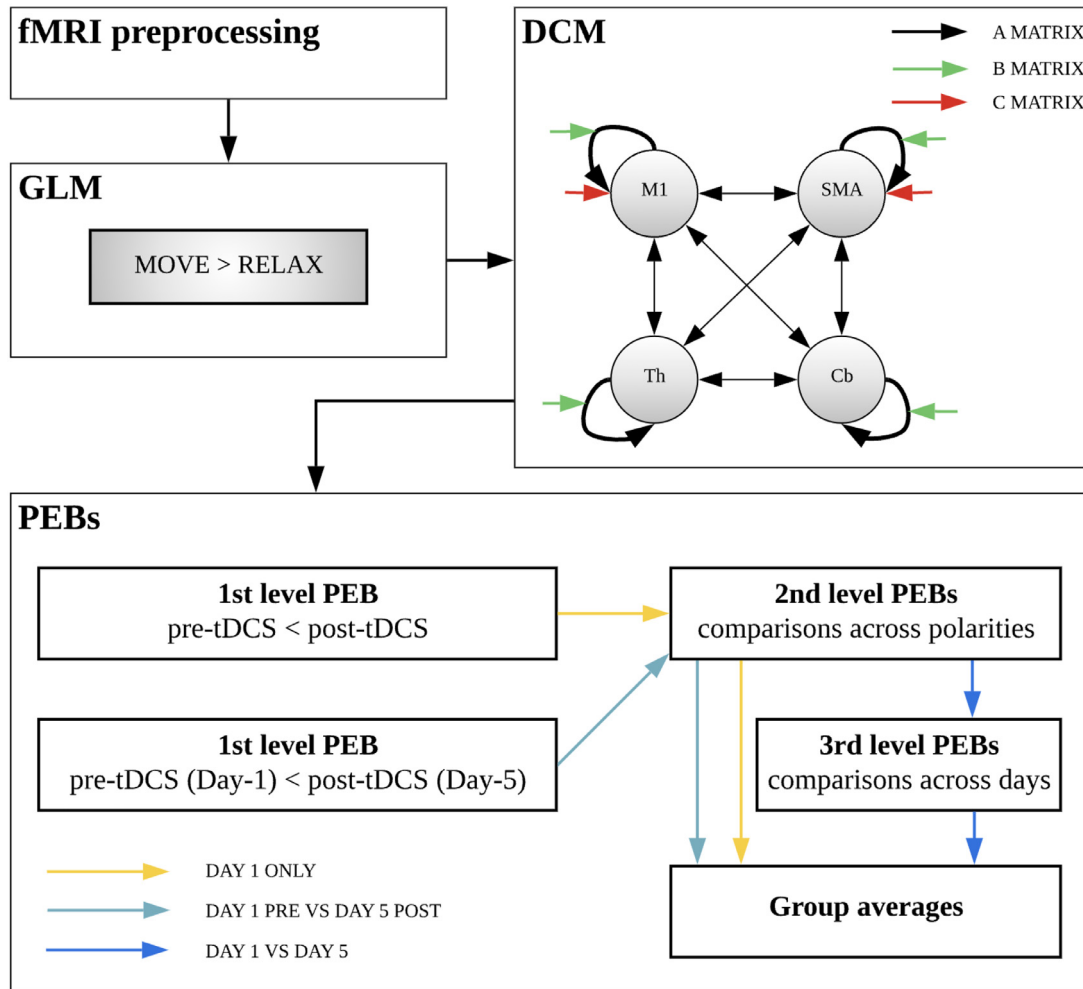 fMRI preprocessing
GLM
MOVE > RELAX
DCM
A MATRIX
B MATRIX
C MATRIX
M1
SMA
Th
Cb
PEBs
1st level PEB
pre-tDCS < post-tDCS
2nd level PEBs
comparisons across polarities
1st level PEB
pre-tDCS (Day-1) < post-tDCS (Day-5)
3rd level PEBs
comparisons across days
DAY 1 ONLY
DAY 1 PRE VS DAY 5 POST
DAY 1 VS DAY 5
Group averages